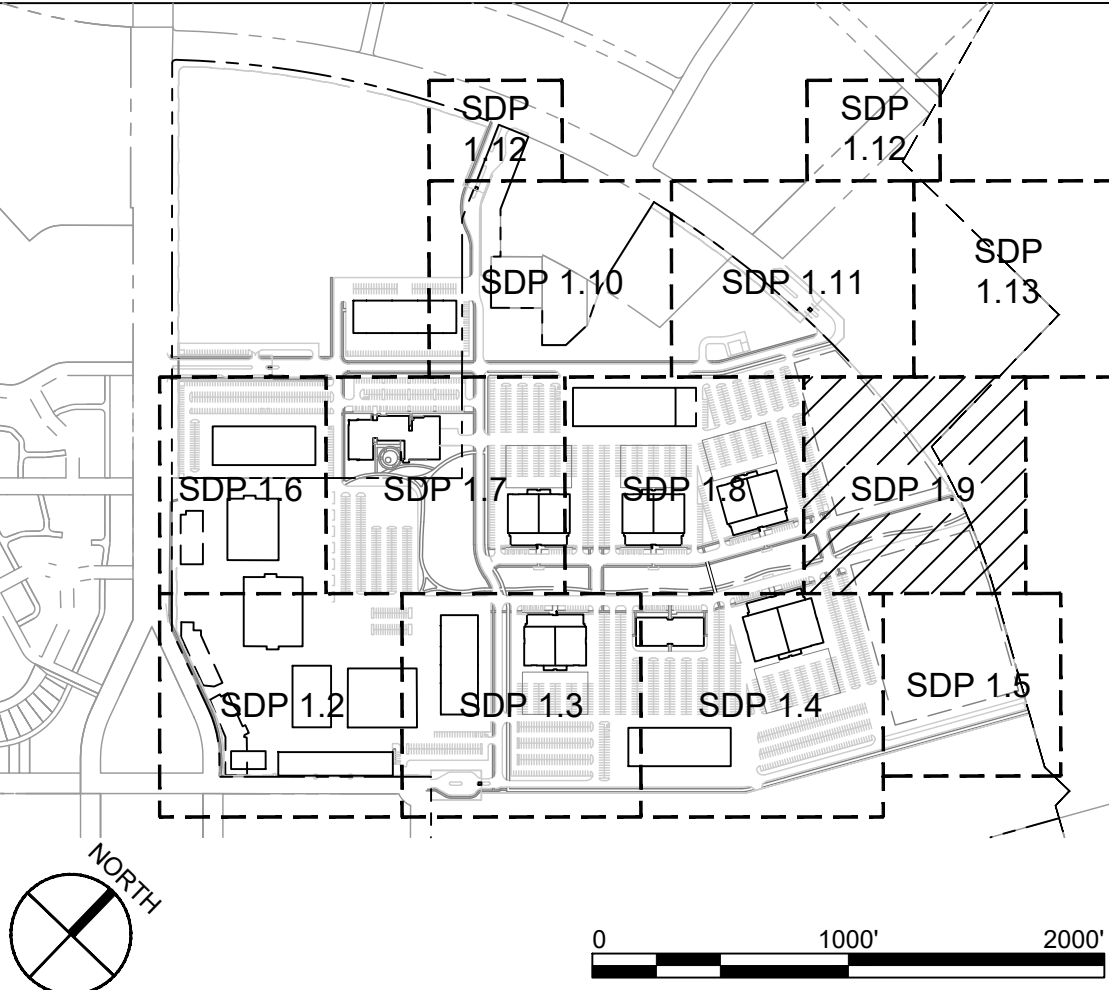 SDP
1.12
SDP
1.12
SDP 1.10
SDP 1.11
SDP
1.13
SDP 1.6
SDP 1.7
SDP 1.8
SDP 1.9
SDP 1.2
SDP 1.3
SDP 1.4
SDP 1.5
NORTH
0 1000' 2000'